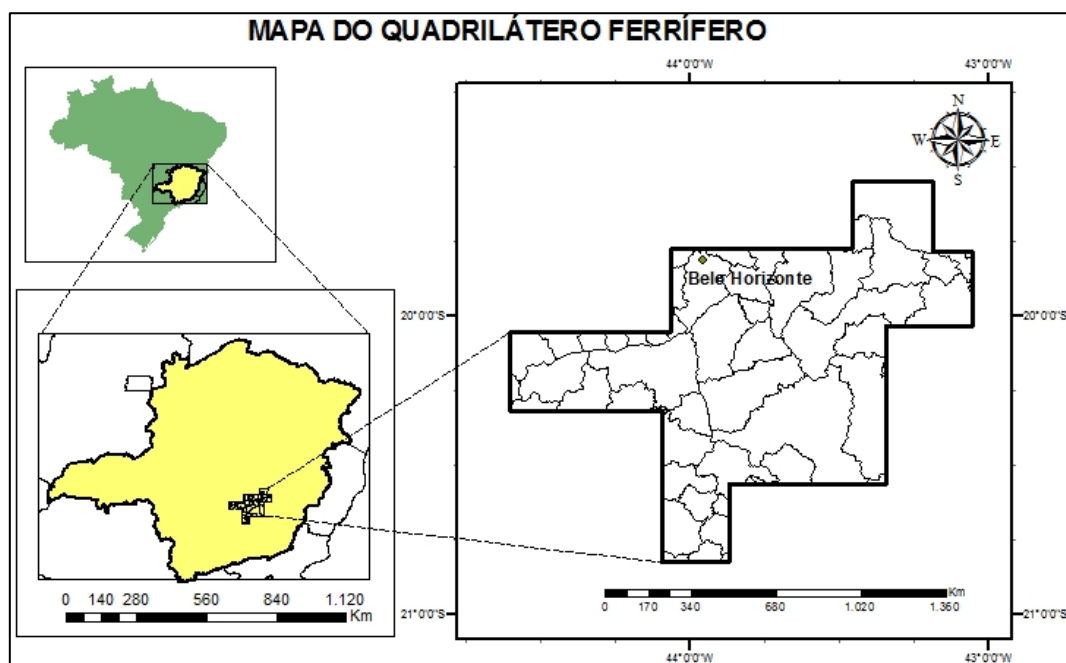 MAPA DO QUADRILÁTERO FERRÍFERO
44°0'0"W 43°0'0"W
N
W E
S
Belo Horizonte
20°0'0"S 20°0'0"S
0 140 280 560 840 1.120
Km
0 170 340 680 1.020 1.360
Km
21°0'0"S 21°0'0"S
44°0'0"W 43°0'0"W